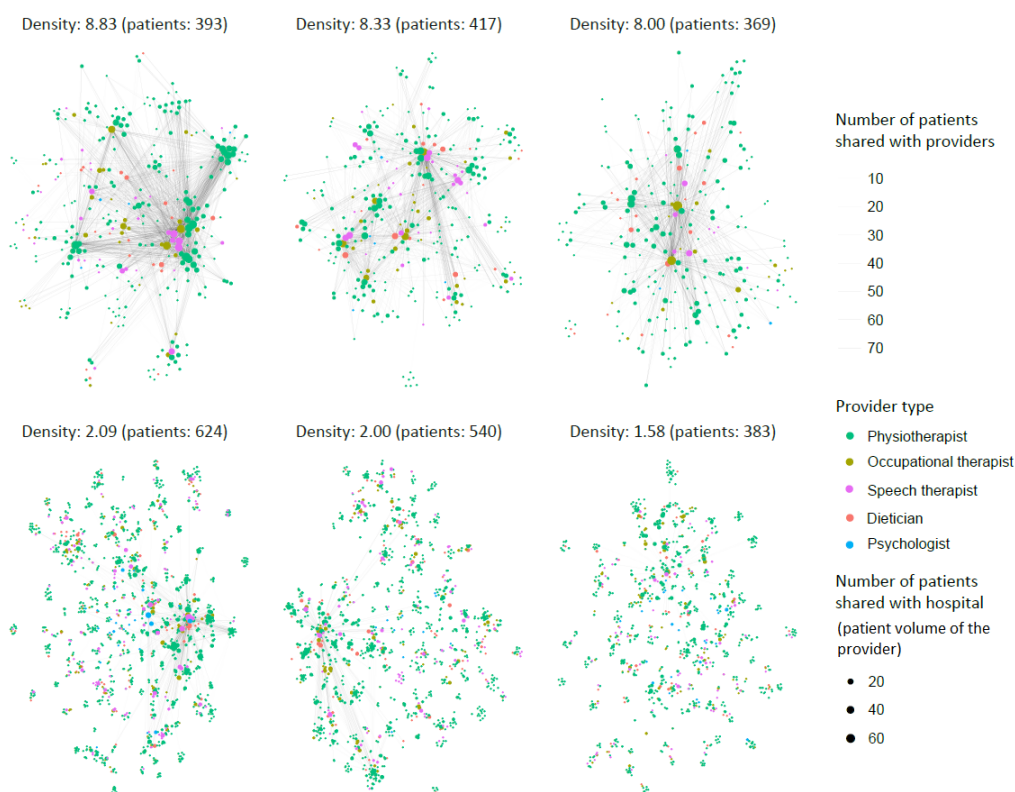 Density: 8.83 (patients: 393)
Density: 8.33 (patients: 417)
Density: 8.00 (patients: 369)
Number of patients
shared with providers
10
20
30
40
50
60
70
Provider type
Physiotherapist
Occupational therapist
Speech therapist
Dietician
Psychologist
Density: 2.09 (patients: 624)
Density: 2.00 (patients: 540)
Density: 1.58 (patients: 383)
Number of patients
shared with hospital
(patient volume of the
provider)
20
40
60